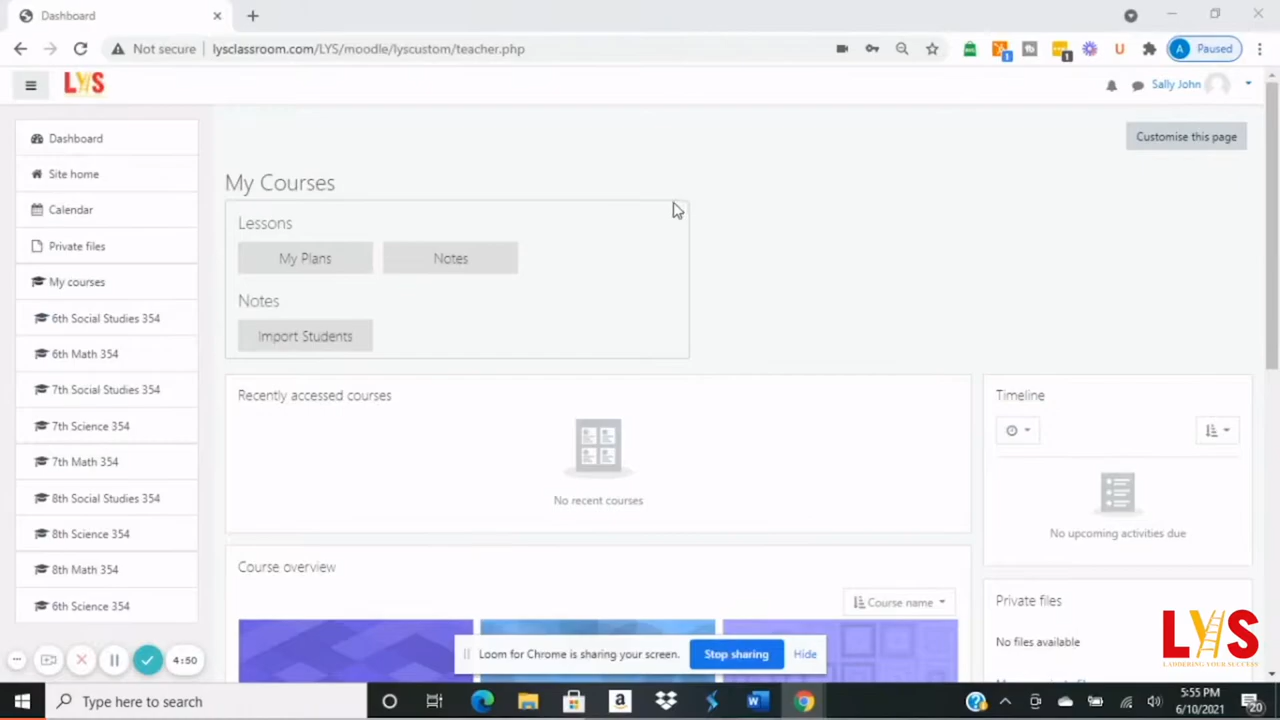 Dashboard
Not secure
lysclassroom.com/LYS/moodle/lyscustom/teacher.php
1
1
U
A
Paused
LYS
Sally John
Dashboard
Site home
Calendar
Private files
My courses
6th Social Studies 354
6th Math 354
7th Social Studies 354
7th Science 354
7th Math 354
8th Social Studies 354
8th Science 354
8th Math 354
6th Science 354
Customise this page
My Courses
Lessons
My Plans
Notes
Notes
Import Students
Recently accessed courses
No recent courses
Timeline
No upcoming activities due
Course overview
Course name
Private files
No files available
LYS
LADDERING YOUR SUCCESS
4:50
Loom for Chrome is sharing your screen.
Stop sharing
Hide
Type here to search
5:55 PM
6/10/2021
20